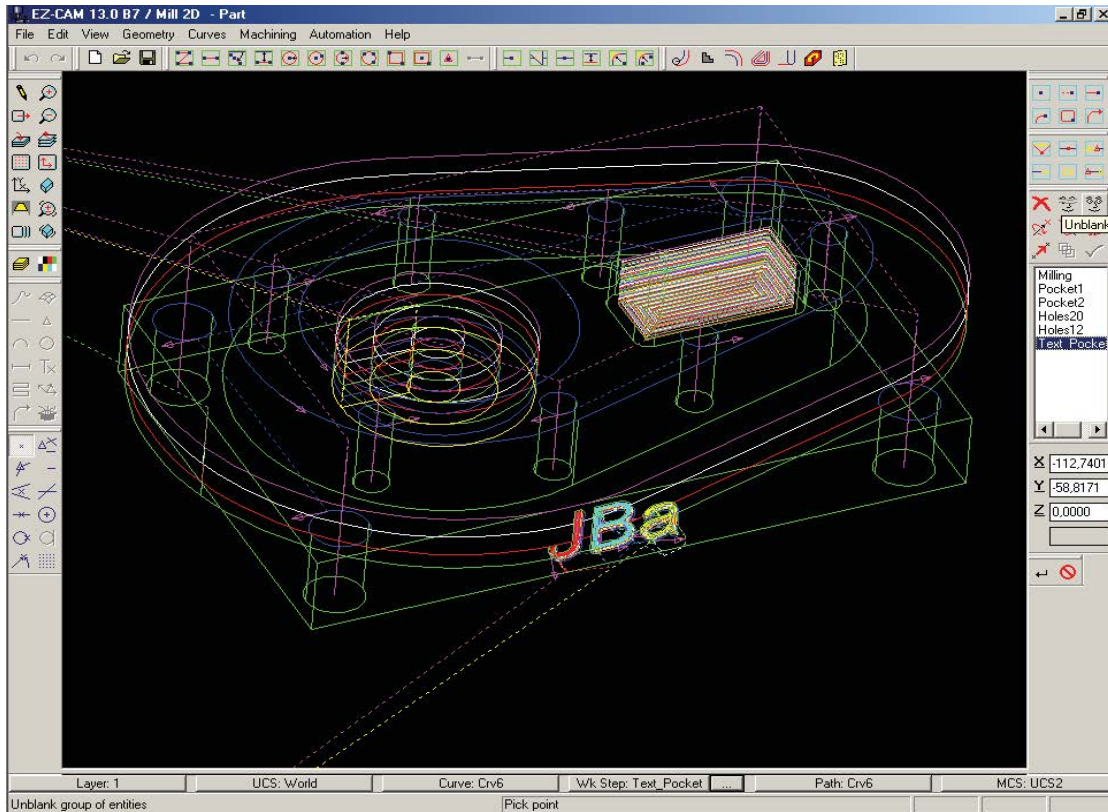 EZ-CAM 13.0 B7 / Mill 2D - Part
File Edit View Geometry Curves Machining Automation Help
Unblank
Milling
Pocket1
Pocket2
Holes20
Holes12
Text_Pocke
X -112,7401
Y -58,8171
Z 0,0000
JBa
Layer: 1 UCS: World Curve: Crv6 Wk Step: Text_Pocket ... Path: Crv6 MCS: UCS2
Unblank group of entities Pick point